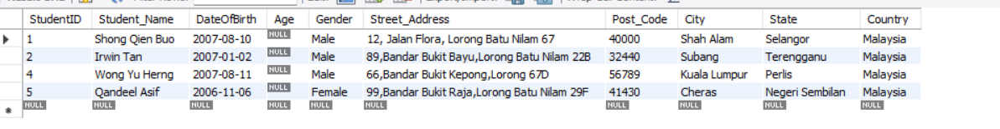 StudentID Student_Name DateOfBirth Age Gender Street_Address Post_Code City State Country
1 Shong Qien Buo 2007-08-10 NULL Male 12, Jalan Flora, Lorong Batu Nilam 67 40000 Shah Alam Selangor Malaysia
2 Irwin Tan 2007-01-02 NULL Male 89,Bandar Bukit Bayu,Lorong Batu Nilam 22B 32440 Subang Terengganu Malaysia
4 Wong Yu Herng 2007-08-11 NULL Male 66,Bandar Bukit Kepong,Lorong 67D 56789 Kuala Lumpur Perlis Malaysia
5 Qandeel Asif 2006-11-06 NULL Female 99,Bandar Bukit Raja,Lorong Batu Nilam 29F 41430 Cheras Negeri Sembilan Malaysia
NULL NULL NULL NULL NULL NULL NULL NULL NULL NULL